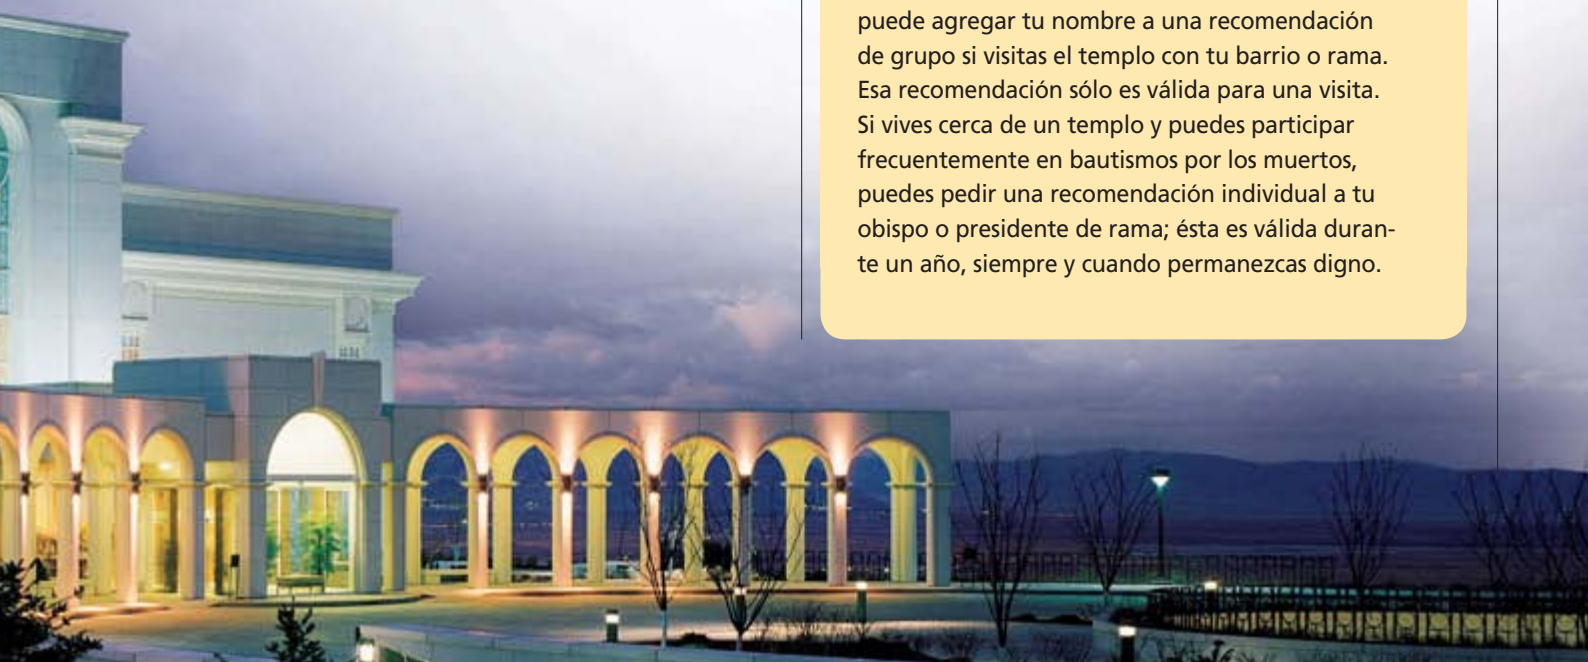 puede agregar tu nombre a una recomendación
de grupo si visitas el templo con tu barrio o rama.
Esa recomendación sólo es válida para una visita.
Si vives cerca de un templo y puedes participar
frecuentemente en bautismos por los muertos,
puedes pedir una recomendación individual a tu
obispo o presidente de rama; ésta es válida duran-
te un año, siempre y cuando permanezcas digno.